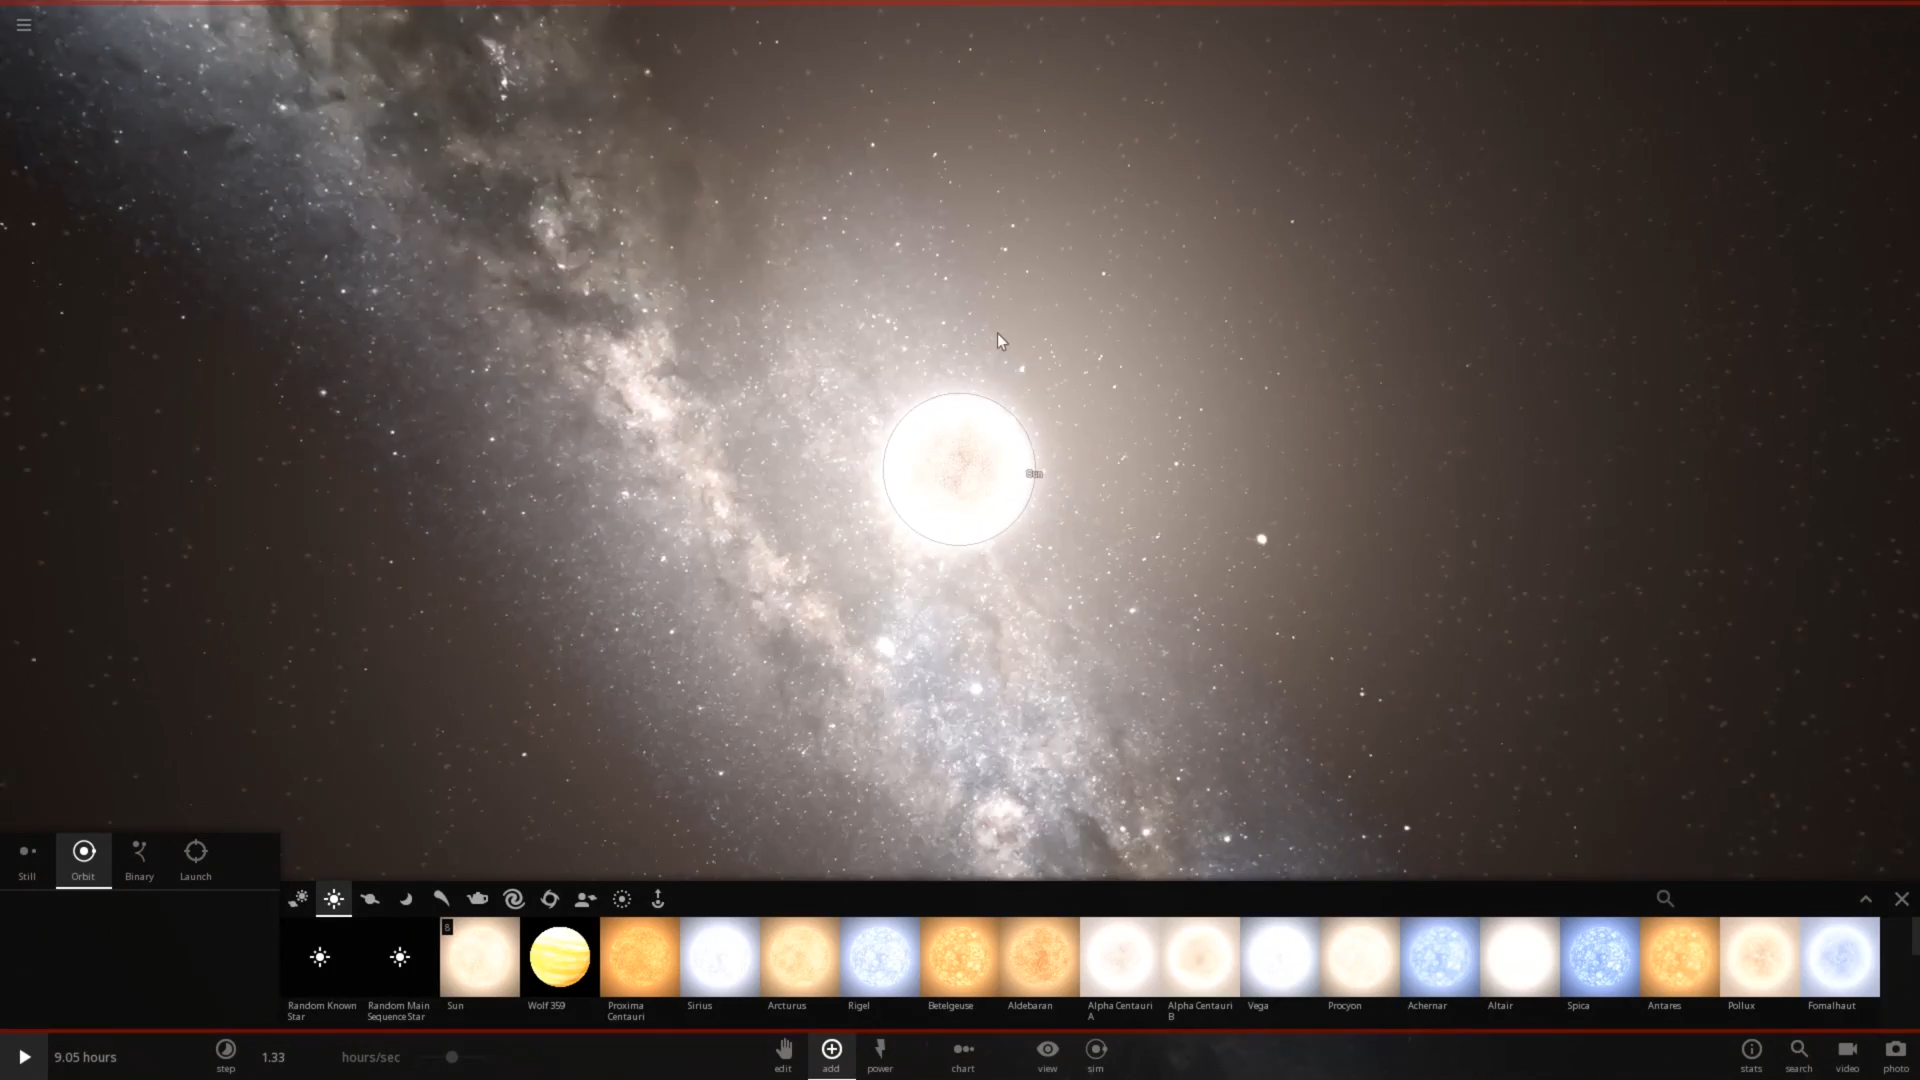 Sun
Still
Orbit
Binary
Launch
8
Random Known
Star
Random Main
Sequence Star
Sun
Wolf 359
Proxima
Centauri
Sirius
Arcturus
Rigel
Betelgeuse
Aldebaran
Alpha Centauri
A
Alpha Centauri
B
Vega
Procyon
Achernar
Altair
Spica
Antares
Pollux
Fomalhaut
9.05 hours
step
1.33
hours/sec
edit
add
power
chart
view
sim
stats
search
video
photo